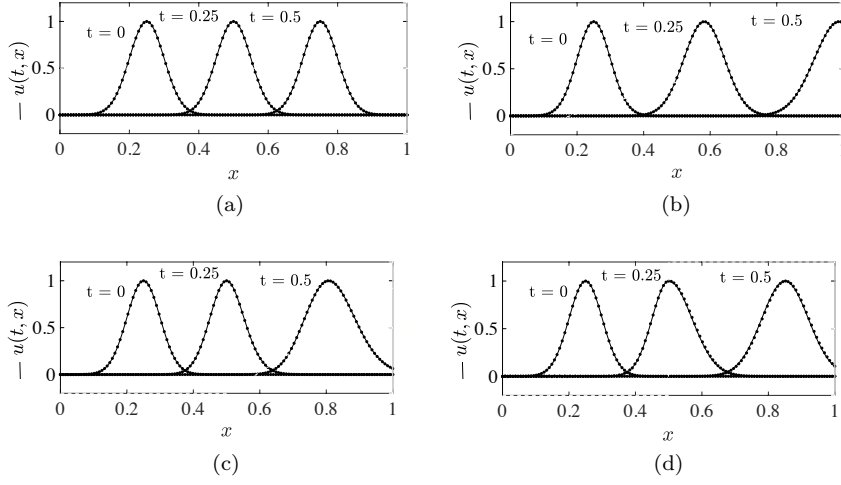 t = 0
t = 0.25
t = 0.5
1
0.5
0
— u(t, x)
0 0.2 0.4 0.6 0.8 1
x
(a)
t = 0
t = 0.25
t = 0.5
1
0.5
0
— u(t, x)
0 0.2 0.4 0.6 0.8 1
x
(b)
t = 0
t = 0.25
t = 0.5
1
0.5
0
— u(t, x)
0 0.2 0.4 0.6 0.8 1
x
(c)
t = 0
t = 0.25
t = 0.5
1
0.5
0
— u(t, x)
0 0.2 0.4 0.6 0.8 1
x
(d)